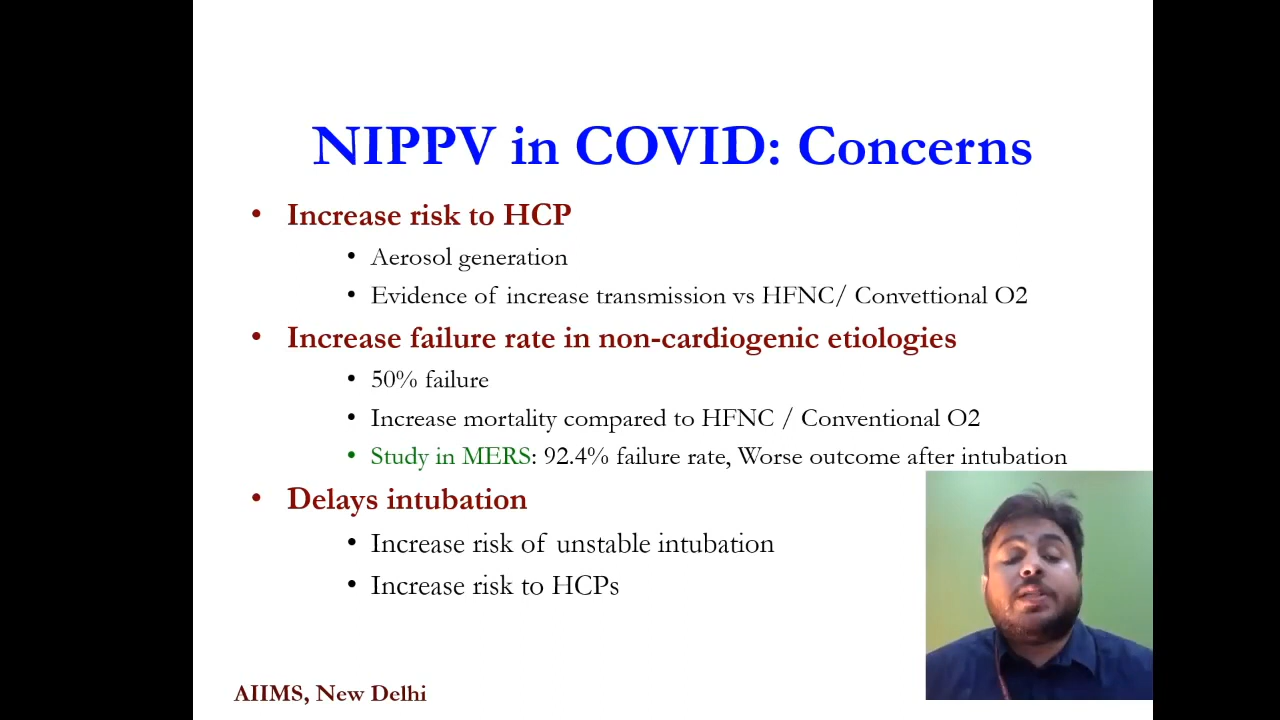 NIPPV in COVID: Concerns
• Increase risk to HCP
• Aerosol generation
• Evidence of increase transmission vs HFNC/ Convettional O2
• Increase failure rate in non-cardiogenic etiologies
• 50% failure
• Increase mortality compared to HFNC / Conventional O2
• Study in MERS: 92.4% failure rate, Worse outcome after intubation
• Delays intubation
• Increase risk of unstable intubation
• Increase risk to HCPs
AIIMS, New Delhi